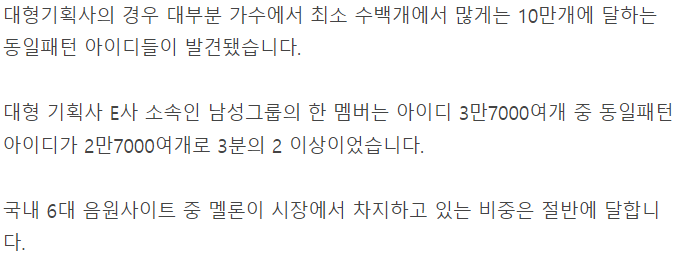 대형기획사의 경우 대부분 가수에서 최소 수백개에서 많게는 10만개에 달하는
동일패턴 아이디들이 발견됐습니다.
대형 기획사 E사 소속인 남성그룹의 한 멤버는 아이디 3만7000여개 중 동일패턴
아이디가 2만7000여개로 3분의 2 이상이었습니다.
국내 6대 음원사이트 중 멜론이 시장에서 차지하고 있는 비중은 절반에 달합니
다.